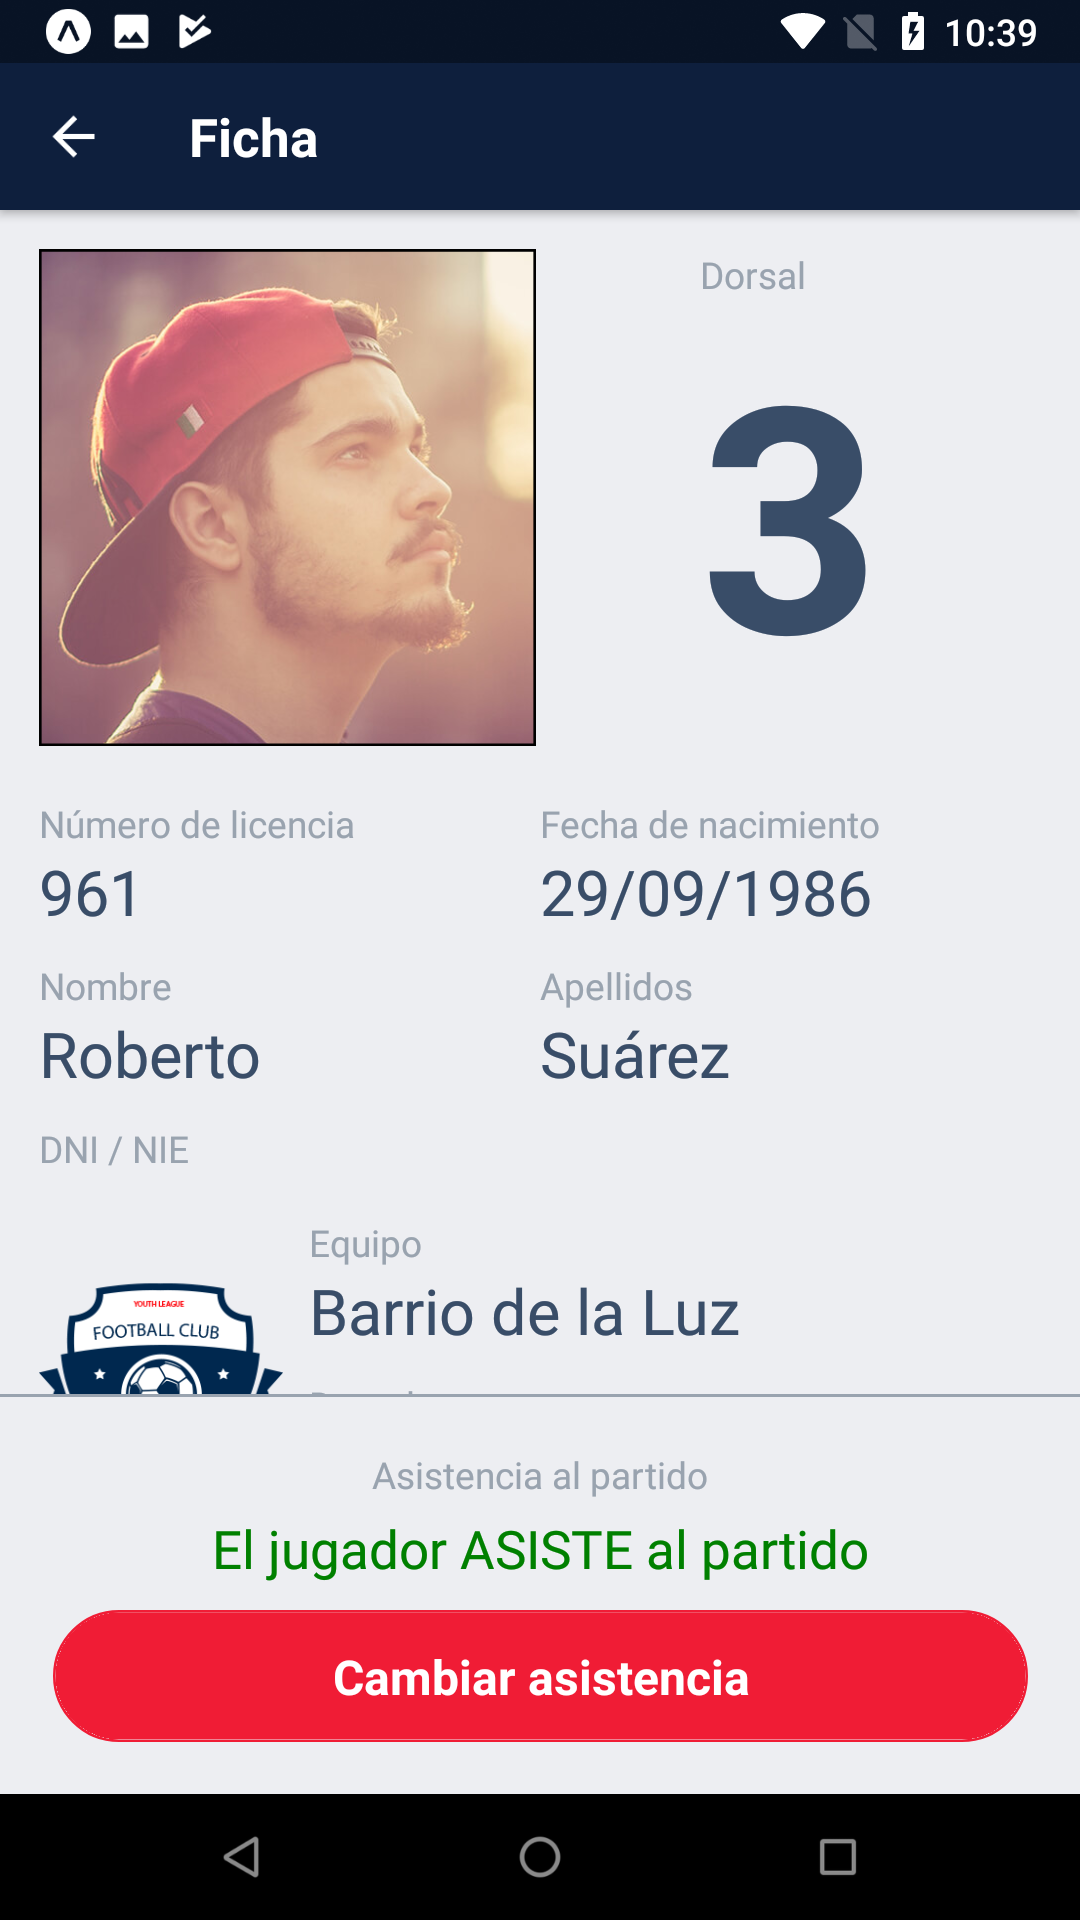 10:39
Ficha
Dorsal
3
Número de licencia
961
Fecha de nacimiento
29/09/1986
Nombre
Roberto
Apellidos
Suárez
DNI / NIE
Equipo
Barrio de la Luz
YOUTH LEAGUE
FOOTBALL CLUB
Asistencia al partido
El jugador ASISTE al partido
Cambiar asistencia